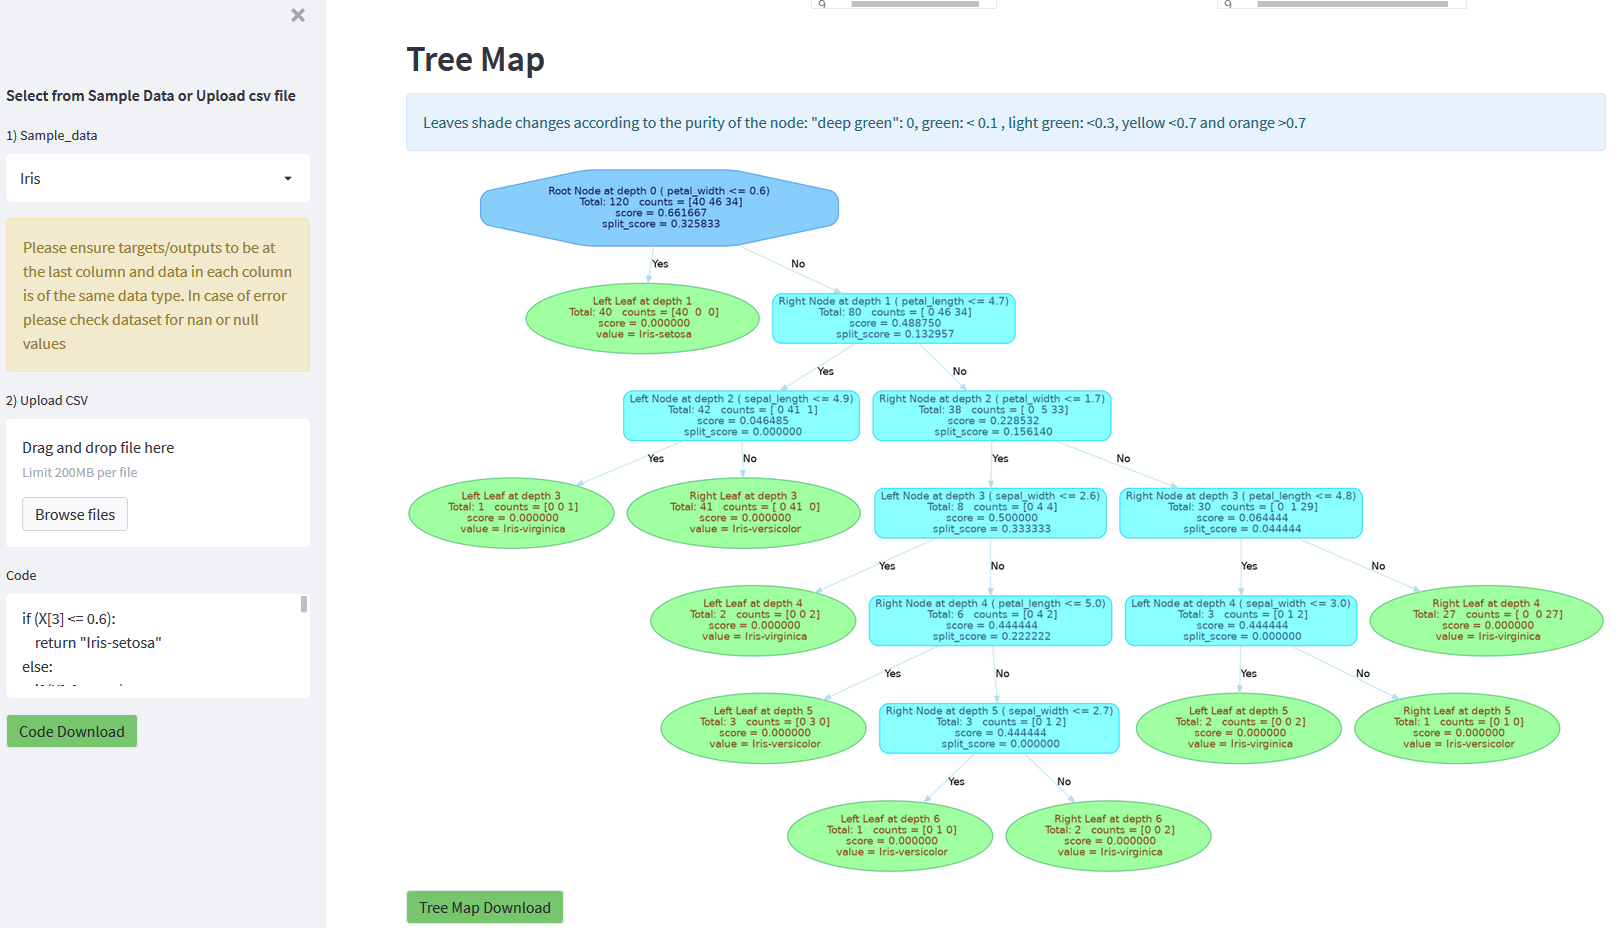 ×
Select from Sample Data or Upload csv file
1) Sample_data
Iris
Please ensure targets/outputs to be at
the last column and data in each column
is of the same data type. In case of error
please check dataset for nan or null
values
2) Upload CSV
Drag and drop file here
Limit 200MB per file
Browse files
Code
if (X[3] <= 0.6):
return "Iris-setosa"
else:
Code Download
9
9
Tree Map
Leaves shade changes according to the purity of the node: "deep green": 0, green: < 0.1 , light green: <0.3, yellow <0.7 and orange >0.7
Root Node at depth 0 ( petal_width <= 0.6)
Total: 120 counts = [40 46 34]
score = 0.661667
split_score = 0.325833
Yes
No
Left Leaf at depth 1
Total: 40 counts = [40 0 0]
score = 0.000000
value = Iris-setosa
Right Node at depth 1 ( petal_length <= 4.7)
Total: 80 counts = [ 0 46 34]
score = 0.488750
split_score = 0.132957
Yes
No
Left Node at depth 2 ( sepal_length <= 4.9)
Total: 42 counts = [ 0 41 1]
score = 0.046485
split_score = 0.000000
Right Node at depth 2 ( petal_width <= 1.7)
Total: 38 counts = [ 0 5 33]
score = 0.228532
split_score = 0.156140
Yes
No
Yes
No
Left Leaf at depth 3
Total: 1 counts = [0 0 1]
score = 0.000000
value = Iris-virginica
Right Leaf at depth 3
Total: 41 counts = [ 0 41 0]
score = 0.000000
value = Iris-versicolor
Left Node at depth 3 ( sepal_width <= 2.6)
Total: 8 counts = [0 4 4]
score = 0.500000
split_score = 0.333333
Right Node at depth 3 ( petal_length <= 4.8)
Total: 30 counts = [ 0 1 29]
score = 0.064444
split_score = 0.044444
Yes
No
Yes
No
Left Leaf at depth 4
Total: 2 counts = [0 0 2]
score = 0.000000
value = Iris-virginica
Right Node at depth 4 ( petal_length <= 5.0)
Total: 6 counts = [0 4 2]
score = 0.444444
split_score = 0.222222
Left Node at depth 4 ( sepal_width <= 3.0)
Total: 3 counts = [0 1 2]
score = 0.444444
split_score = 0.000000
Right Leaf at depth 4
Total: 27 counts = [ 0 0 27]
score = 0.000000
value = Iris-virginica
Yes
No
Yes
No
Left Leaf at depth 5
Total: 3 counts = [0 3 0]
score = 0.000000
value = Iris-versicolor
Right Node at depth 5 ( sepal_width <= 2.7)
Total: 3 counts = [0 1 2]
score = 0.444444
split_score = 0.000000
Left Leaf at depth 5
Total: 2 counts = [0 0 2]
score = 0.000000
value = Iris-virginica
Right Leaf at depth 5
Total: 1 counts = [0 1 0]
score = 0.000000
value = Iris-versicolor
Yes
No
Left Leaf at depth 6
Total: 1 counts = [0 1 0]
score = 0.000000
value = Iris-versicolor
Right Leaf at depth 6
Total: 2 counts = [0 0 2]
score = 0.000000
value = Iris-virginica
Tree Map Download